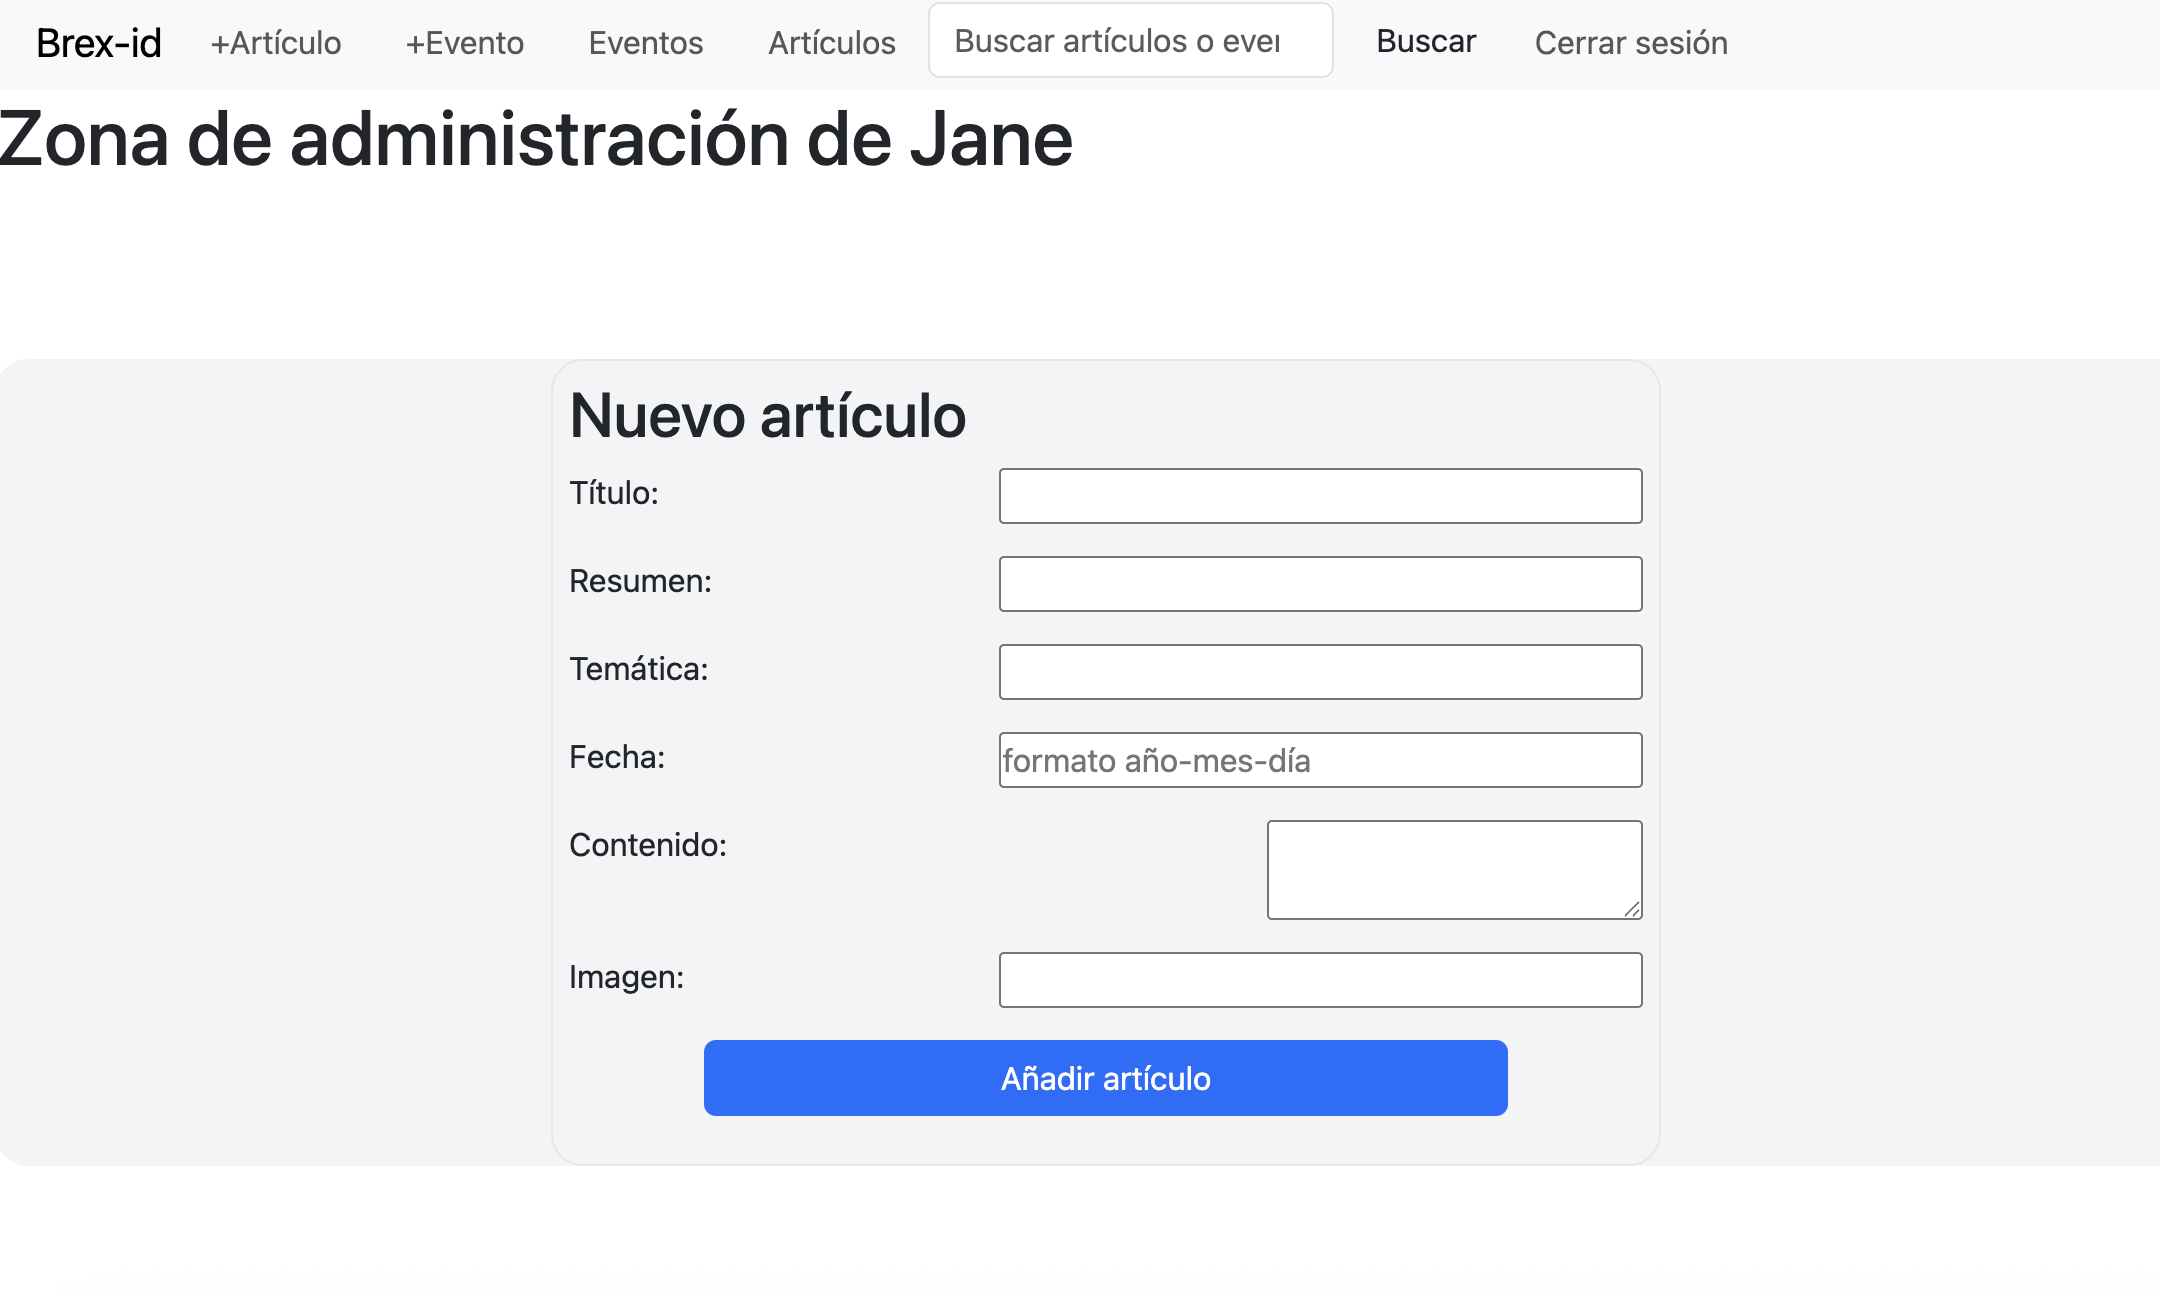 Brex-id +Artículo +Evento Eventos Artículos Buscar artículos o ever Buscar Cerrar sesión
Zona de administración de Jane
Nuevo artículo
Título:
Resumen:
Temática:
Fecha: formato año-mes-día
Contenido:
Imagen:
Añadir artículo